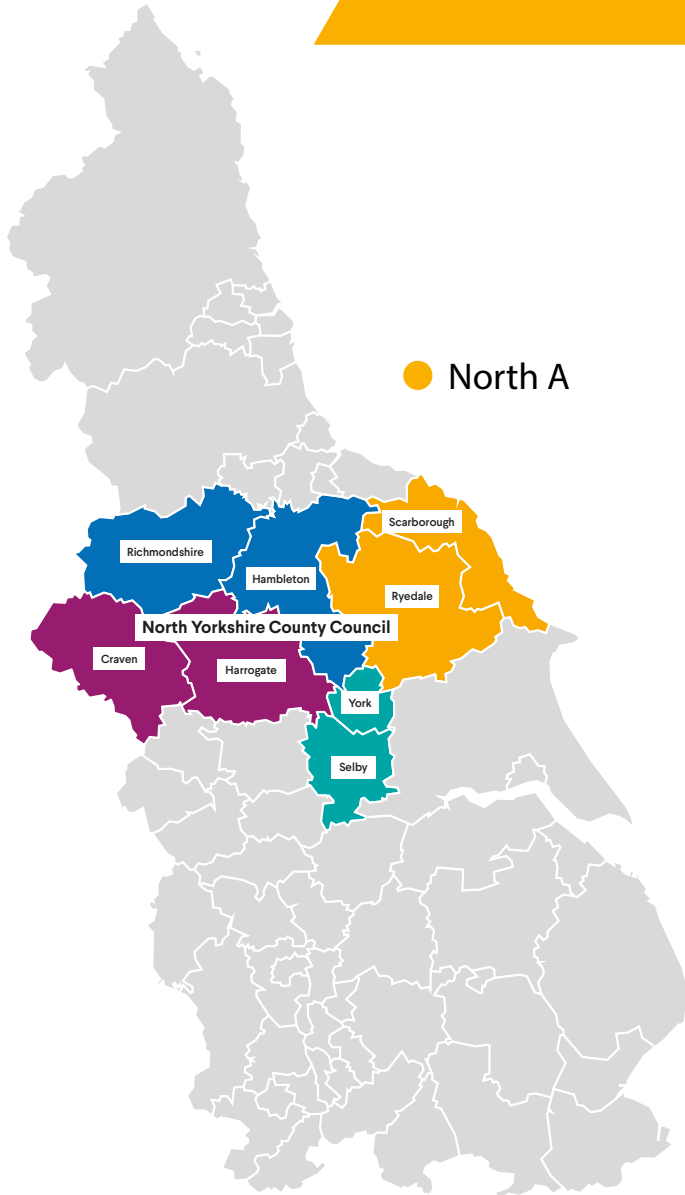 North A
Scarborough
Richmondshire
Hambleton
Ryedale
North Yorkshire County Council
Craven
Harrogate
York
Selby